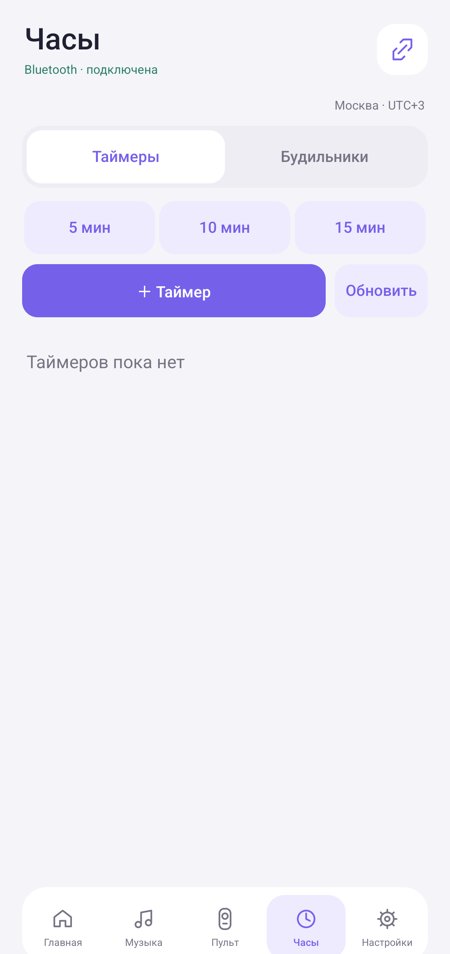 Часы
Bluetooth · подключена
Москва · UTC+3
Таймеры
Будильники
5 мин
10 мин
15 мин
+ Таймер
Обновить
Таймеров пока нет
Главная
Музыка
Пульт
Часы
Настройки